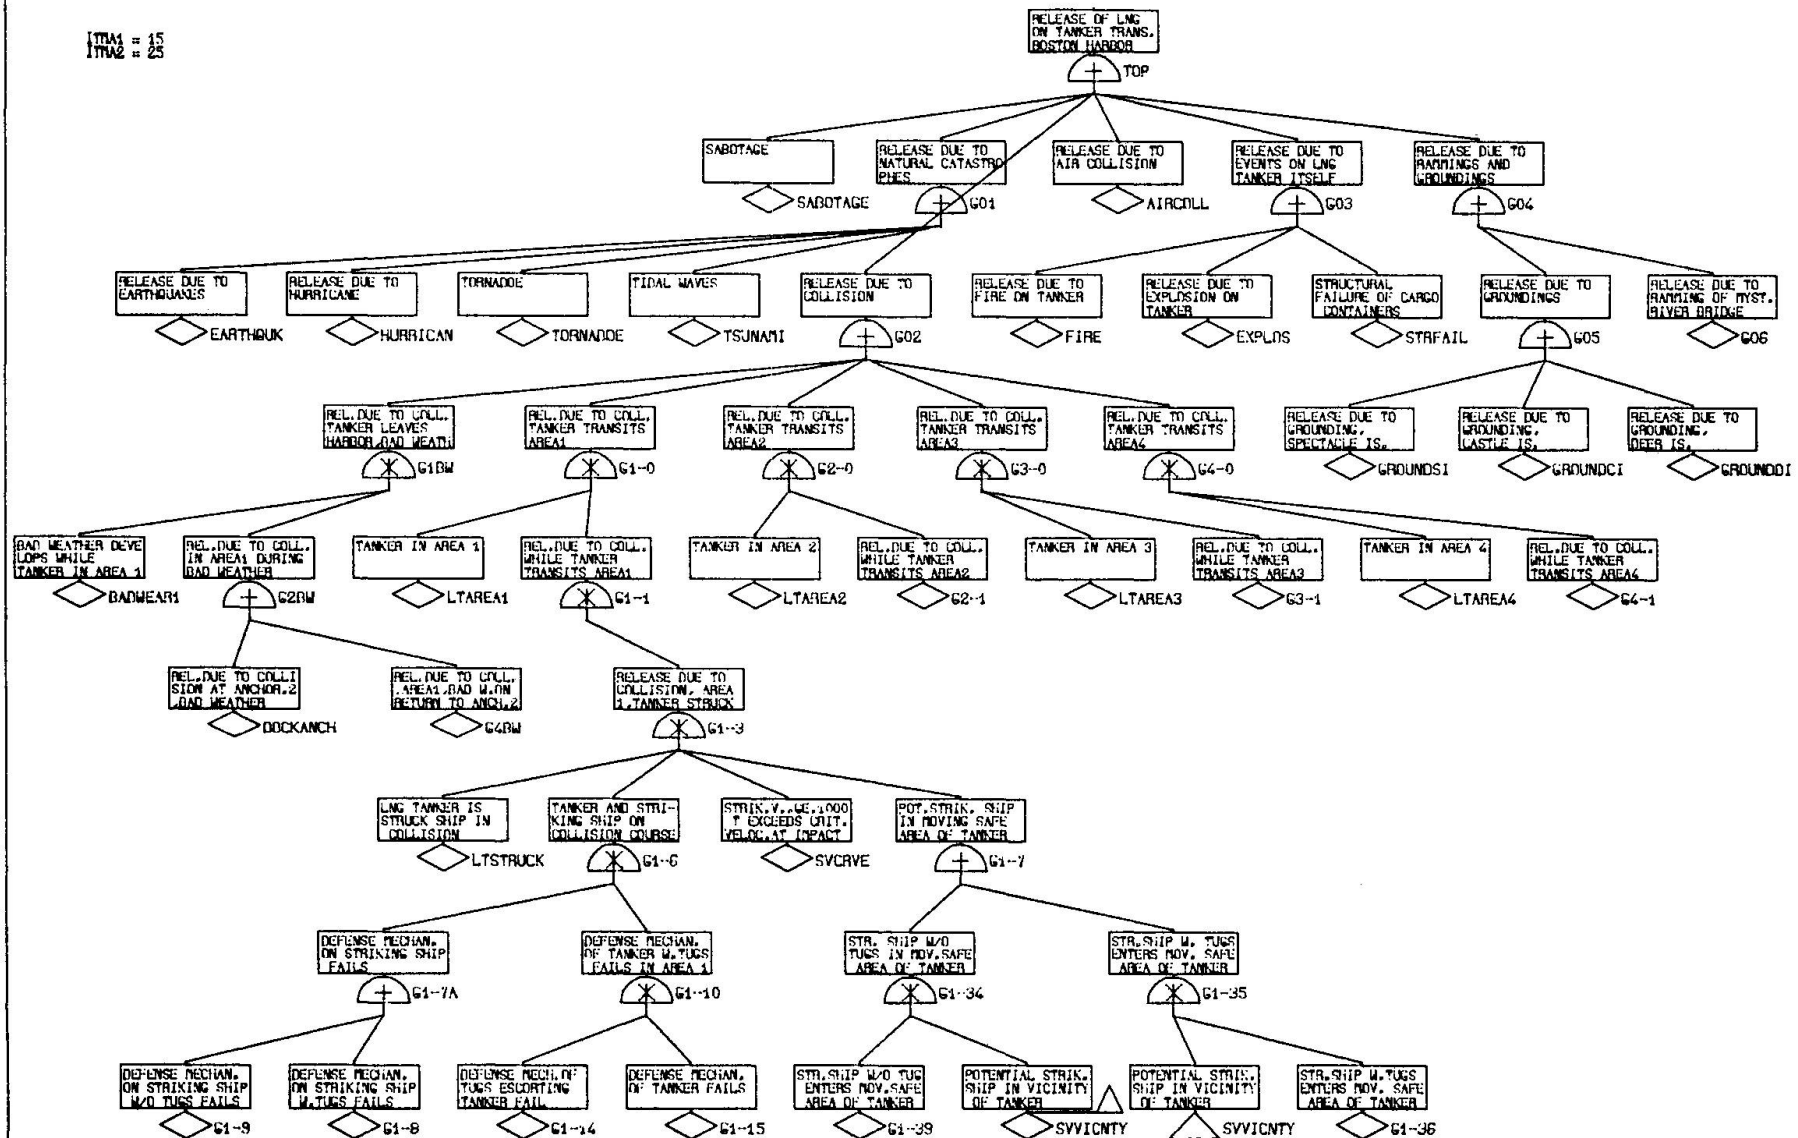 ITMA1 = 15
ITMA2 = 25
RELEASE OF LNG
ON TANKER TRANS.
BOSTON HARBOR
TOP
SABOTAGE
SABOTAGE
RELEASE DUE TO
NATURAL CATASTRO
PHES
G01
RELEASE DUE TO
AIR COLLISION
AIRCOLL
RELEASE DUE TO
EVENTS ON LNG
TANKER ITSELF
G03
RELEASE DUE TO
RAMMINGS AND
GROUNDINGS
G04
RELEASE DUE TO
EARTHQUAKES
EARTHQUK
RELEASE DUE TO
HURRICANE
HURRICAN
TORNADOE
TORNADOE
TIDAL WAVES
TSUNAMI
RELEASE DUE TO
COLLISION
G02
RELEASE DUE TO
FIRE ON TANKER
FIRE
RELEASE DUE TO
EXPLOSION ON
TANKER
EXPLOS
STRUCTURAL
FAILURE OF CARGO
CONTAINERS
STRFAIL
RELEASE DUE TO
GROUNDINGS
G05
RELEASE DUE TO
RAMMING OF MYST.
RIVER BRIDGE
G06
REL.DUE TO COLL.
TANKER LEAVES
HARBOR,BAD WEATH
G1BW
REL.DUE TO COLL.
TANKER TRANSITS
AREA1
G1-0
REL.DUE TO COLL.
TANKER TRANSITS
AREA2
G2-0
REL.DUE TO COLL.
TANKER TRANSITS
AREA3
G3-0
REL.DUE TO COLL.
TANKER TRANSITS
AREA4
G4-0
RELEASE DUE TO
GROUNDING,
SPECTACLE IS.
GROUNDSI
RELEASE DUE TO
GROUNDING,
CASTLE IS.
GROUNDCI
RELEASE DUE TO
GROUNDING,
DEER IS.
GROUNDDI
BAD WEATHER DEVE
LOPS WHILE
TANKER IN AREA 1
BADWEAR1
REL.DUE TO COLL.
IN AREA1 DURING
BAD WEATHER
G2BW
TANKER IN AREA 1
LTAREA1
REL.DUE TO COLL.
WHILE TANKER
TRANSITS AREA1
G1-1
TANKER IN AREA 2
LTAREA2
REL.DUE TO COLL.
WHILE TANKER
TRANSITS AREA2
G2-1
TANKER IN AREA 3
LTAREA3
REL.DUE TO COLL.
WHILE TANKER
TRANSITS AREA3
G3-1
TANKER IN AREA 4
LTAREA4
REL.DUE TO COLL.
WHILE TANKER
TRANSITS AREA4
G4-1
REL.DUE TO COLLI
SION AT ANCHOR.2
,BAD WEATHER
DOCKANCH
REL.DUE TO COLL.
,AREA1,BAD W.ON
RETURN TO ANCH.2
G4BW
RELEASE DUE TO
COLLISION, AREA
1,TANKER STRUCK
G1-3
LNG TANKER IS
STRUCK SHIP IN
COLLISION
LTSTRUCK
TANKER AND STRI-
KING SHIP ON
COLLISION COURSE
G1-6
STRIK.V..GE.1000
T EXCEEDS CRIT.
VELOC.AT IMPACT
SVCRVE
POT.STRIK. SHIP
IN MOVING SAFE
AREA OF TANKER
G1-7
DEFENSE MECHAN.
ON STRIKING SHIP
FAILS
G1-7A
DEFENSE MECHAN.
OF TANKER W.TUGS
FAILS IN AREA 1
G1-10
STR. SHIP W/O
TUGS IN MOV.SAFE
AREA OF TANKER
G1-34
STR.SHIP W. TUGS
ENTERS MOV. SAFE
AREA OF TANKER
G1-35
DEFENSE MECHAN.
ON STRIKING SHIP
W/O TUGS FAILS
G1-9
DEFENSE MECHAN.
ON STRIKING SHIP
W.TUGS FAILS
G1-8
DEFENSE MECH.OF
TUGS ESCORTING
TANKER FAIL
G1-14
DEFENSE MECHAN.
OF TANKER FAILS
G1-15
STR.SHIP W/O TUG
ENTERS MOV.SAFE
AREA OF TANKER
G1-39
POTENTIAL STRIK.
SHIP IN VICINITY
OF TANKER
SVVICNTY
POTENTIAL STRIK.
SHIP IN VICINITY
OF TANKER
SVVICNTY
STR.SHIP W.TUGS
ENTERS MOV. SAFE
AREA OF TANKER
G1-36